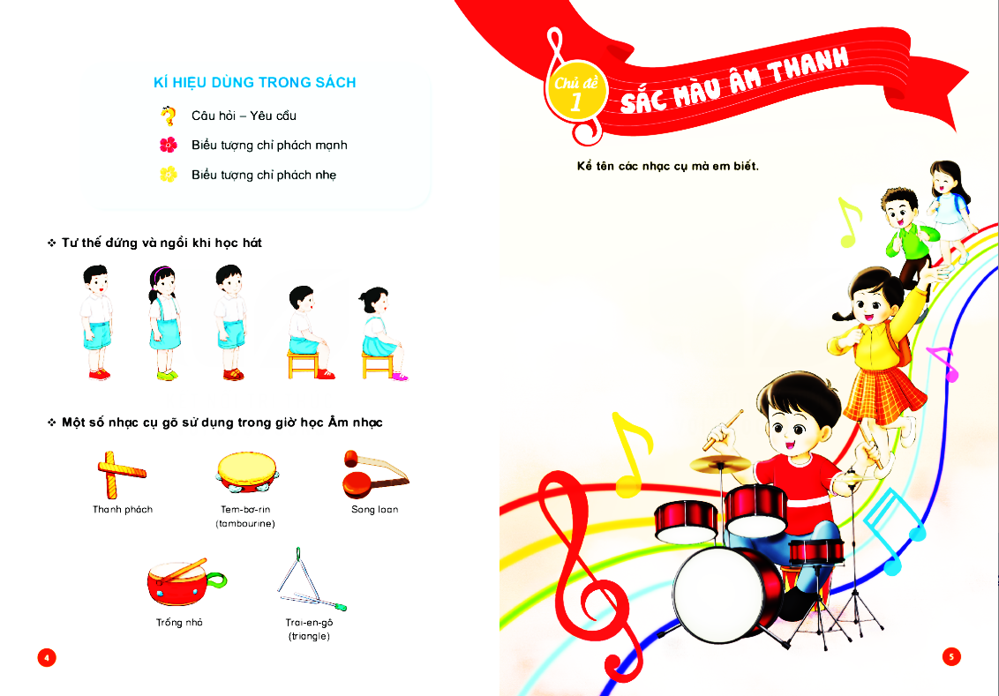 KÍ HIỆU DÙNG TRONG SÁCH
Câu hỏi – Yêu cầu
Biểu tượng chỉ phách mạnh
Biểu tượng chỉ phách nhẹ
❖ Tư thế đứng và ngồi khi học hát
❖ Một số nhạc cụ gõ sử dụng trong giờ học Âm nhạc
Thanh phách
Tem-bơ-rin
(tambourine)
Song loan
Trống nhỏ
Trai-en-gô
(triangle)
4
Chủ đề
1
SẮC MÀU ÂM THANH
Kể tên các nhạc cụ mà em biết.
5